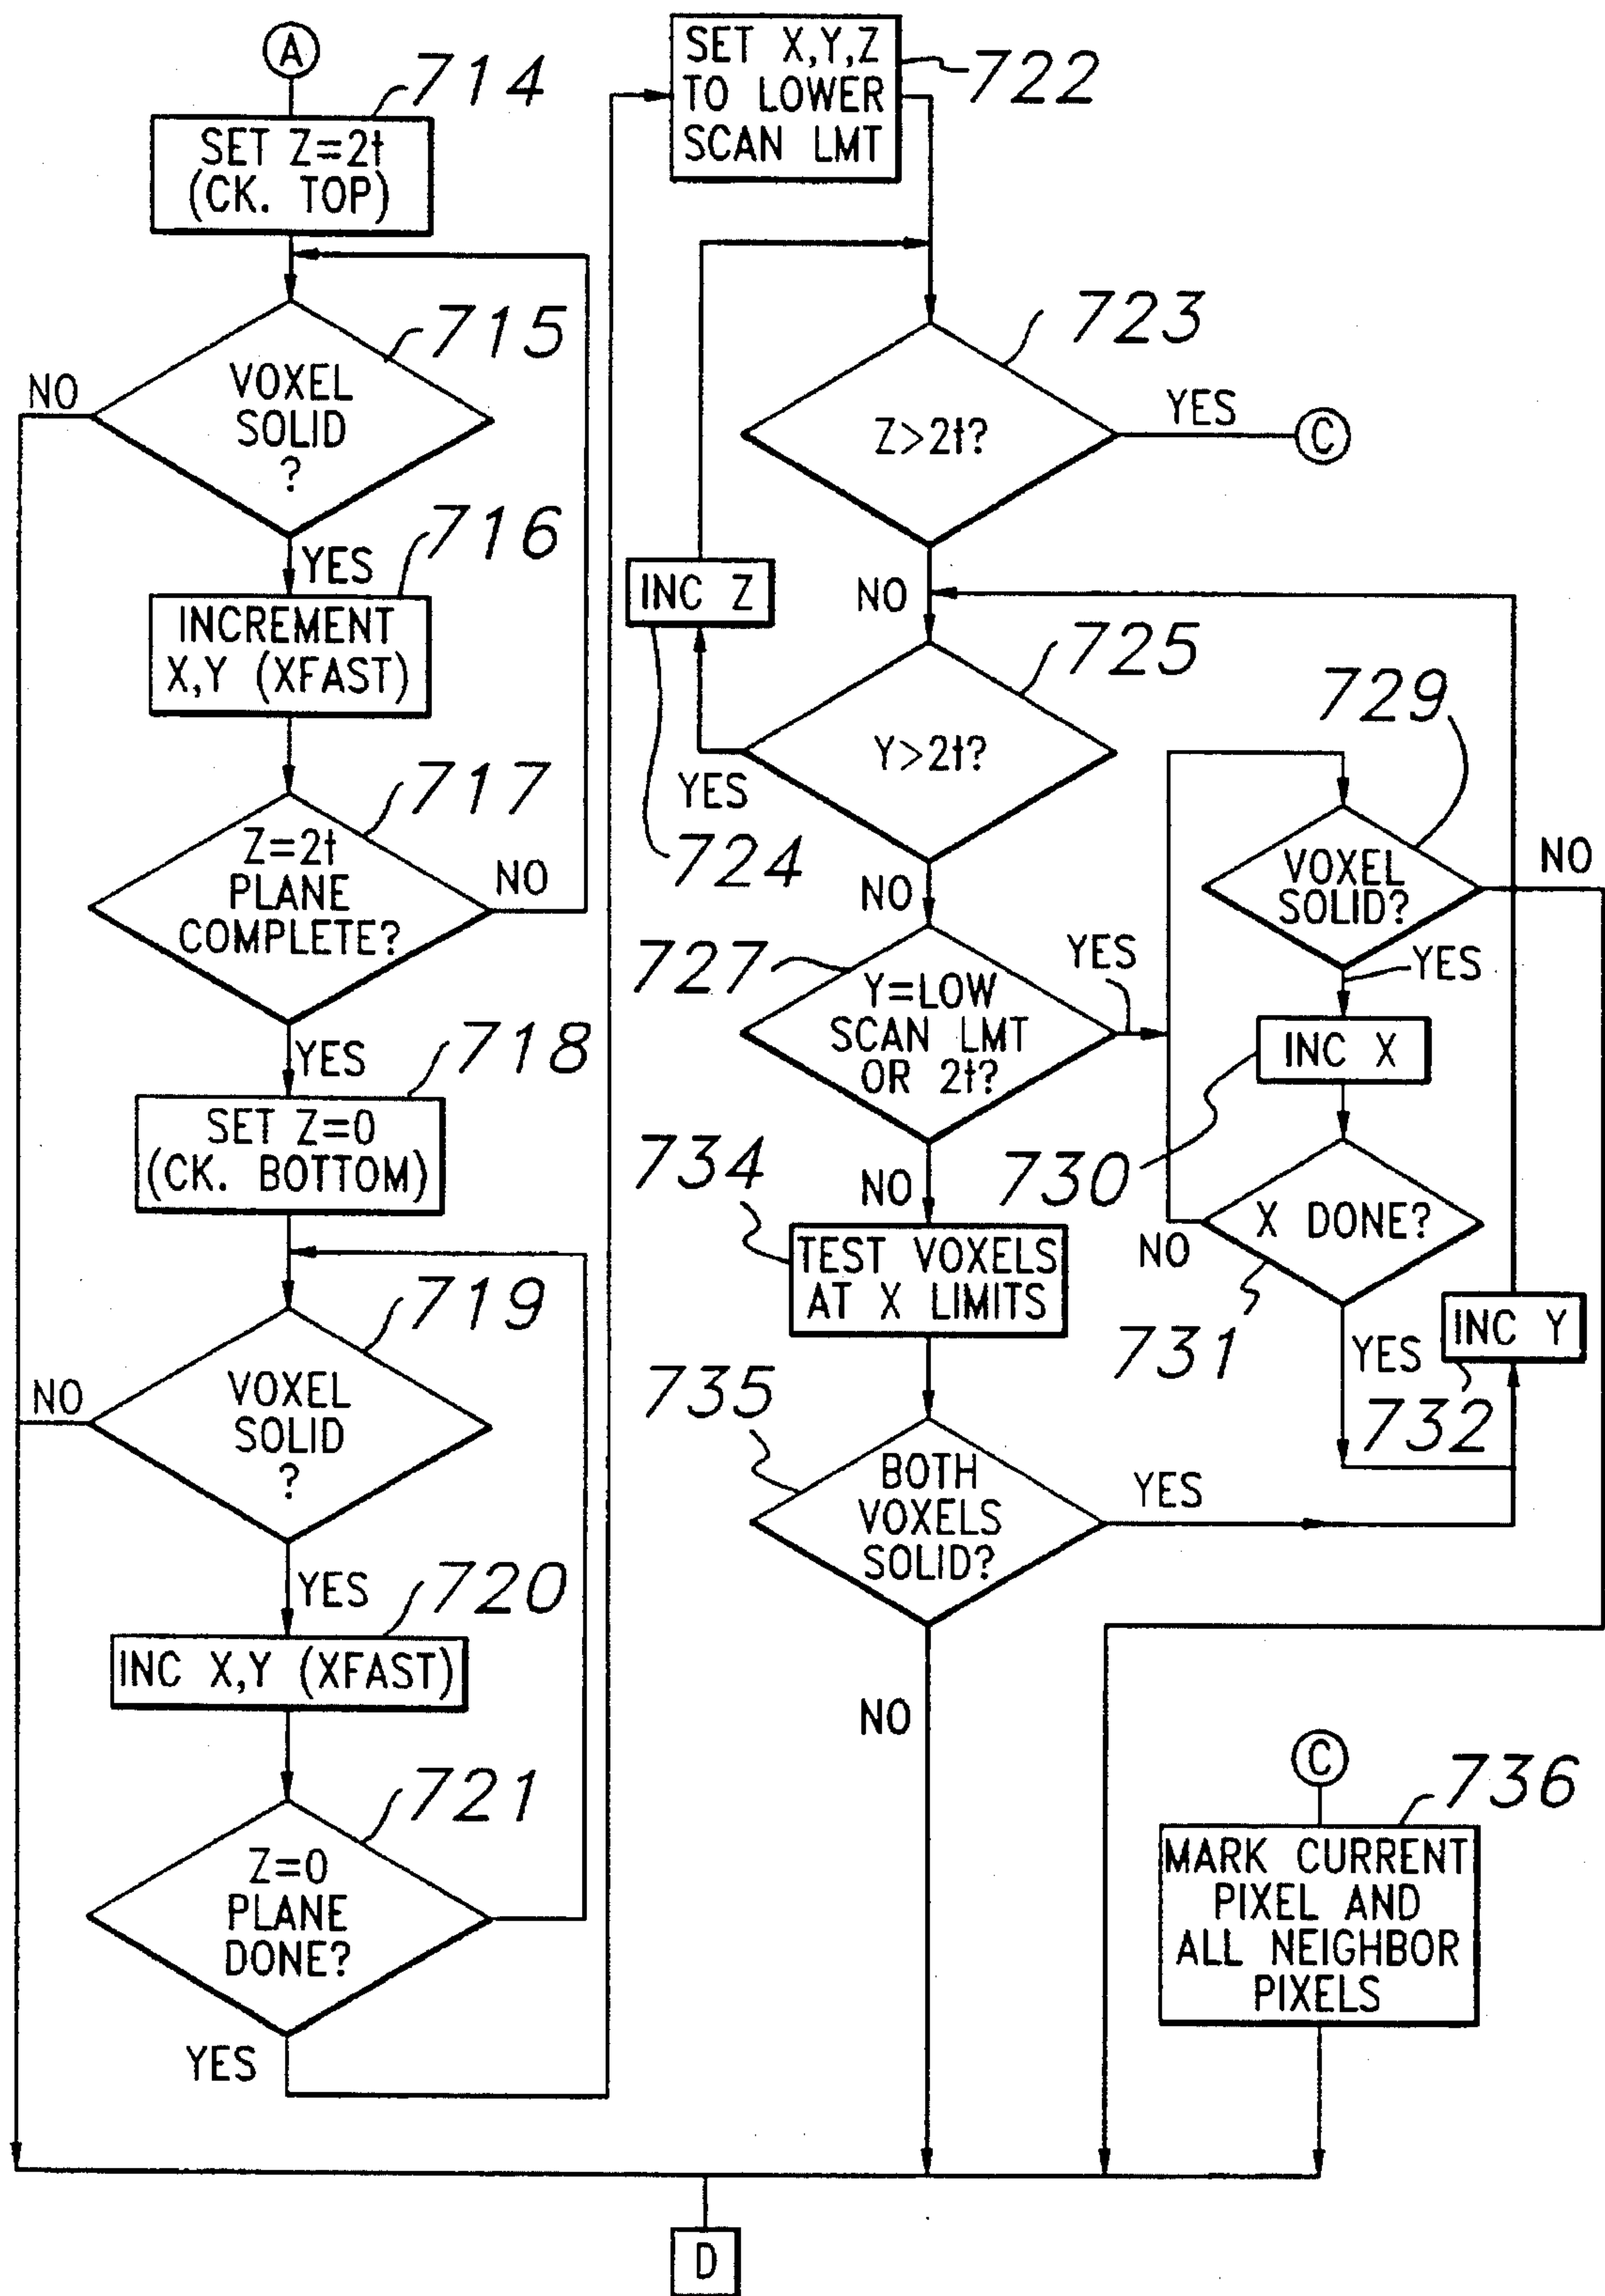 A
714
SET Z=2t
(CK. TOP)
715
VOXEL
SOLID
?
NO
YES
716
INCREMENT
X,Y (XFAST)
717
Z=2t
PLANE
COMPLETE?
NO
YES
718
SET Z=0
(CK. BOTTOM)
719
VOXEL
SOLID
?
NO
YES
720
INC X,Y (XFAST)
721
Z=0
PLANE
DONE?
YES
SET X,Y,Z
TO LOWER
SCAN LMT
722
723
Z>2t?
YES
C
NO
INC Z
724
725
Y>2t?
YES
NO
727
Y=LOW
SCAN LMT
OR 2t?
YES
NO
729
VOXEL
SOLID?
NO
YES
INC X
730
X DONE?
NO
731
YES
INC Y
732
734
TEST VOXELS
AT X LIMITS
735
BOTH
VOXELS
SOLID?
YES
NO
C
736
MARK CURRENT
PIXEL AND
ALL NEIGHBOR
PIXELS
D